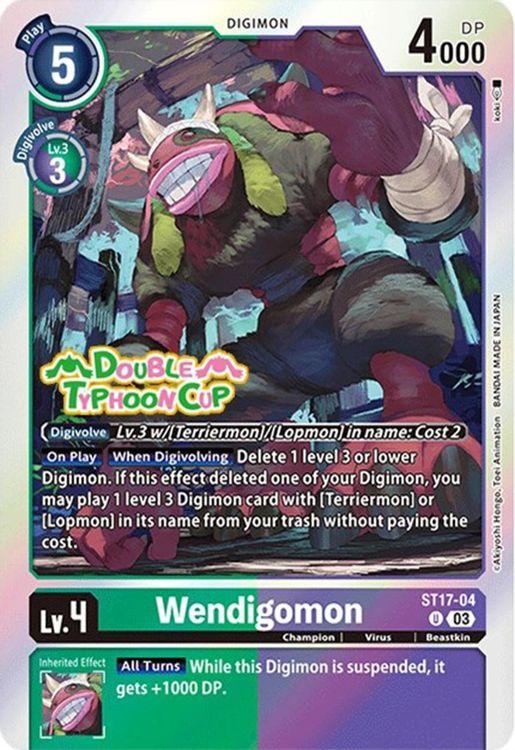 Play
DIGIMON
5
4000
DP
Digivolve
Lv.3
3
koki
DOUBLE
TYPHOON CUP
Digivolve Lv.3 w/[Terriermon]/[Lopmon] in name: Cost 2
On Play When Digivolving Delete 1 level 3 or lower
Digimon. If this effect deleted one of your Digimon, you
may play 1 level 3 Digimon card with [Terriermon] or
[Lopmon] in its name from your trash without paying the
cost.
©Akiyoshi Hongo, Toei Animation BANDAI MADE IN JAPAN
Lv.4
Wendigomon
ST17-04
U 03
Champion Virus Beastkin
Inherited Effect
All Turns While this Digimon is suspended, it
gets +1000 DP.